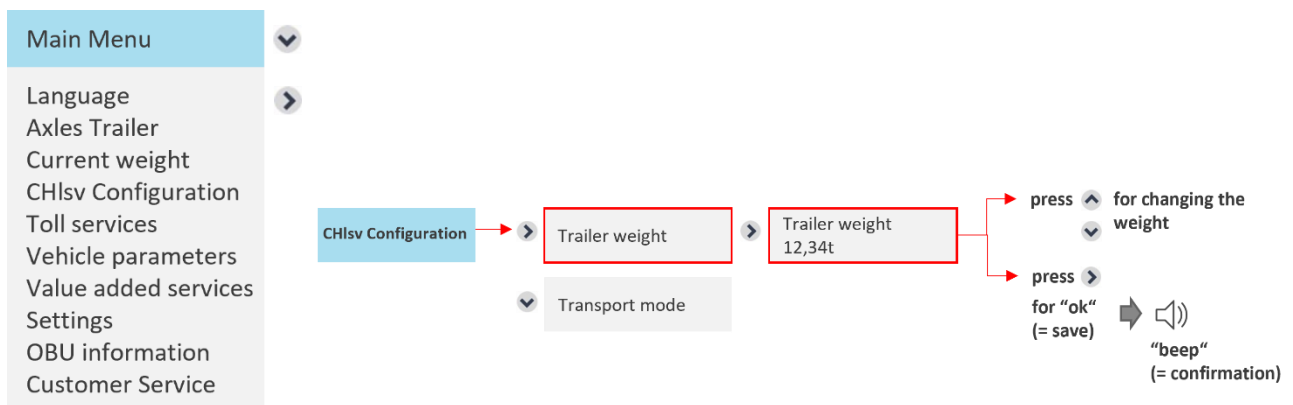 Main Menu
Language
Axles Trailer
Current weight
CHlsv Configuration
Toll services
Vehicle parameters
Value added services
Settings
OBU information
Customer Service
CHlsv Configuration
Trailer weight
Transport mode
Trailer weight
12,34t
press for changing the
weight
press
for “ok“
(= save)
“beep“
(= confirmation)